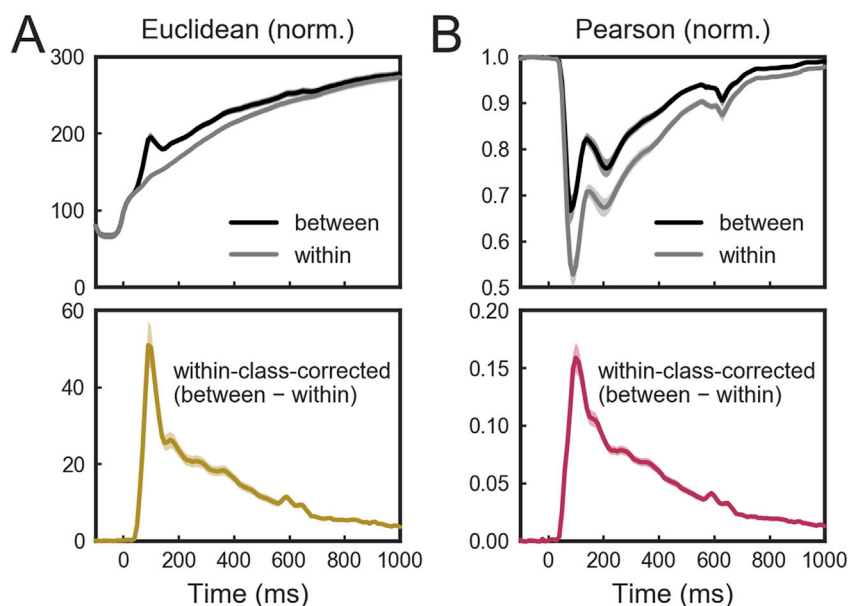 A
Euclidean (norm.)
300
200
100
0
between
within
60
40
20
0
within-class-corrected
(between − within)
0
200
400
600
800
1000
Time (ms)
B
Pearson (norm.)
1.0
0.9
0.8
0.7
0.6
0.5
between
within
0.20
0.15
0.10
0.05
0.00
within-class-corrected
(between − within)
0
200
400
600
800
1000
Time (ms)